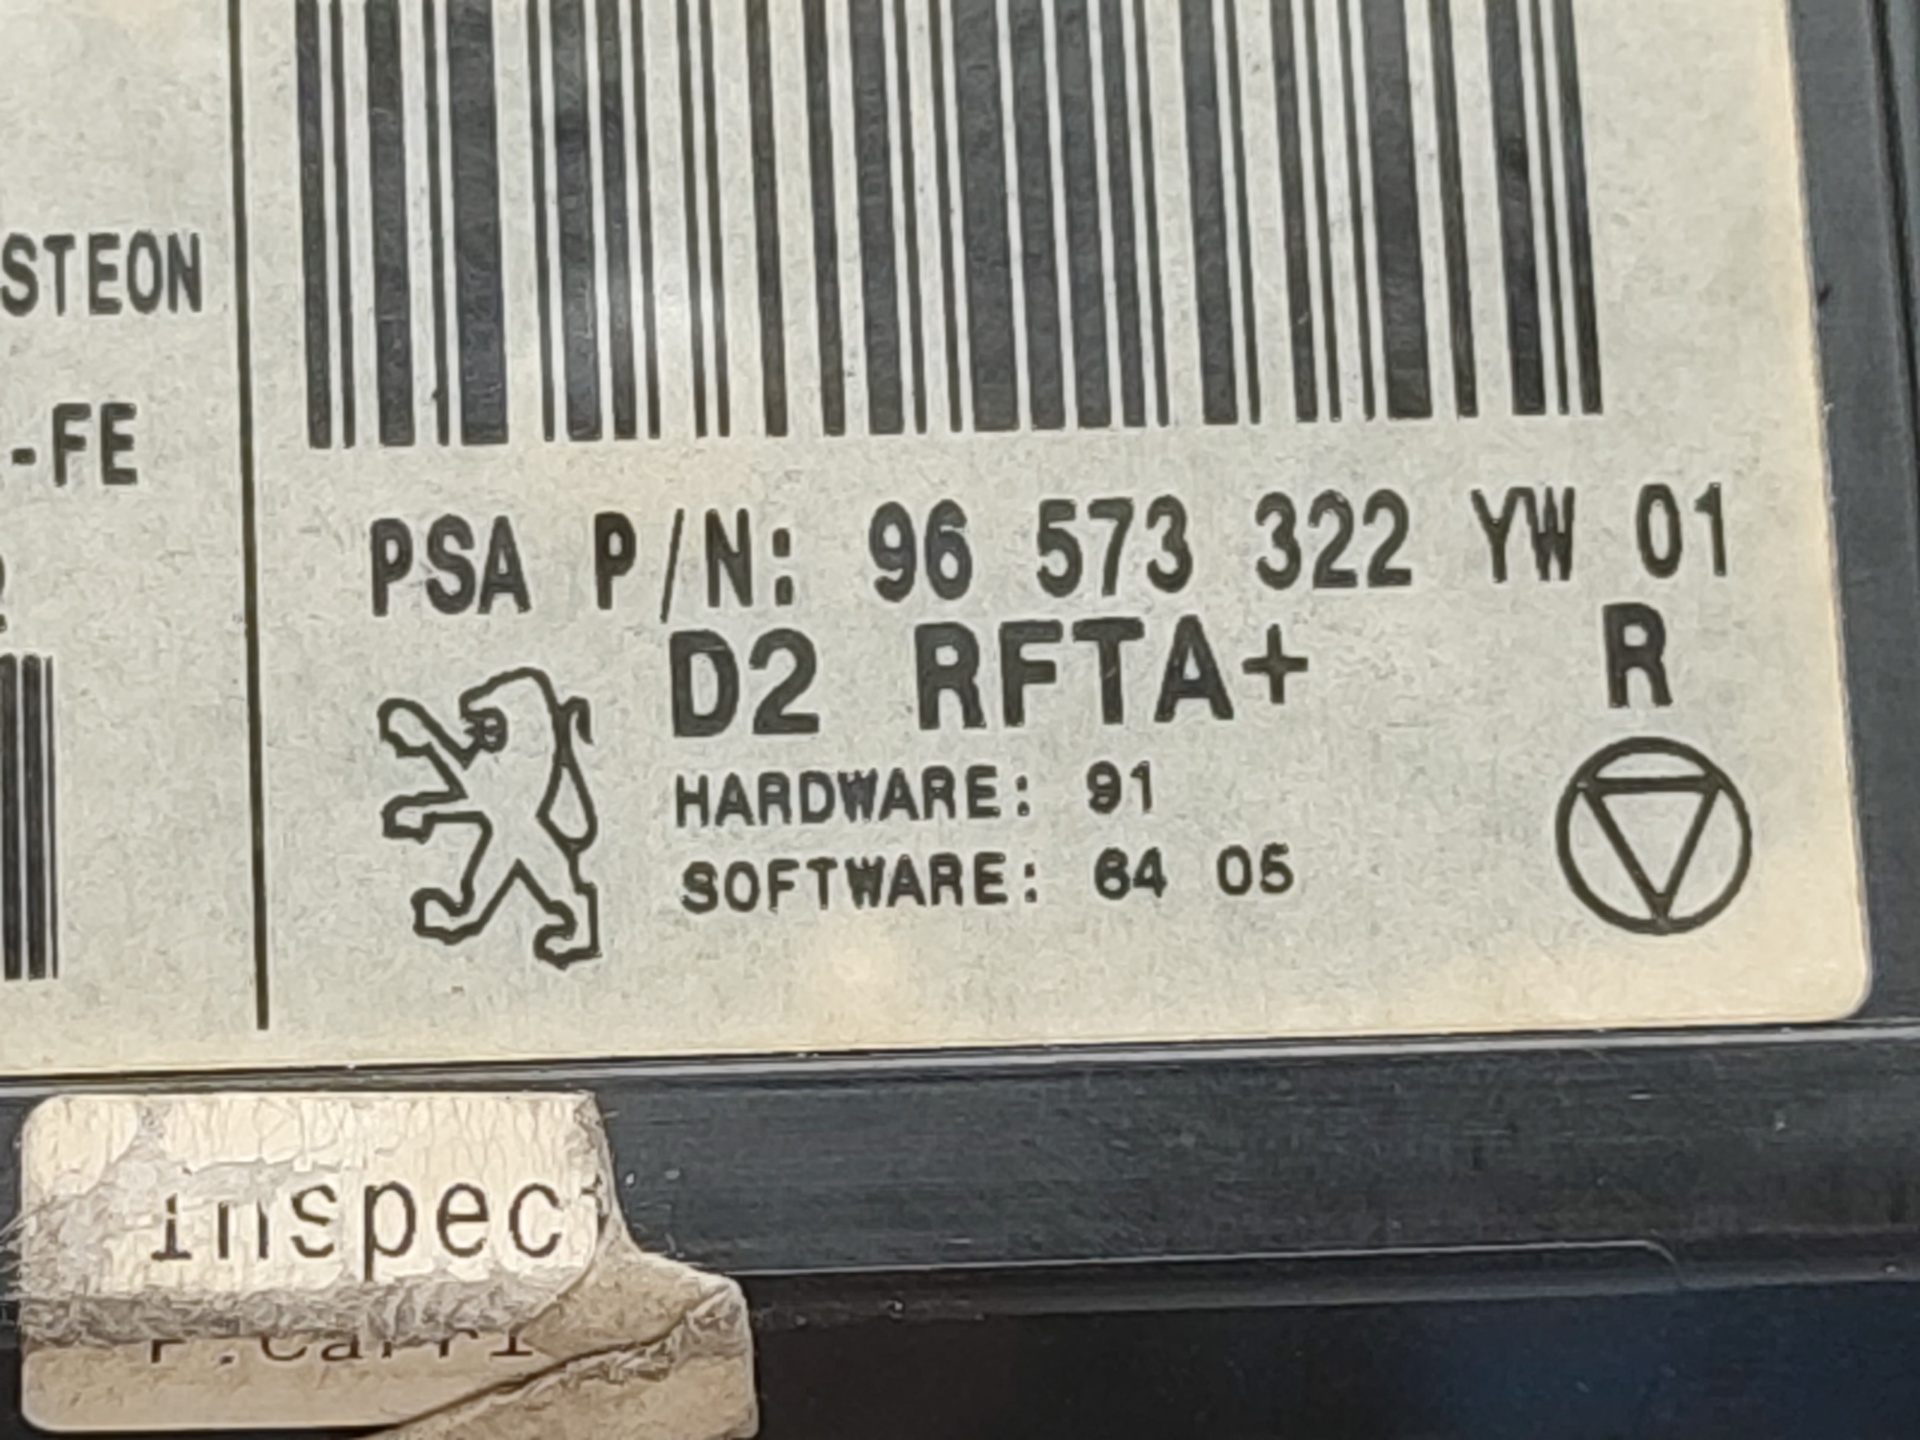 STEON
-FE
PSA P/N: 96 573 322 YW 01
D2 RFTA+ R
HARDWARE: 91
SOFTWARE: 64 05
inspec